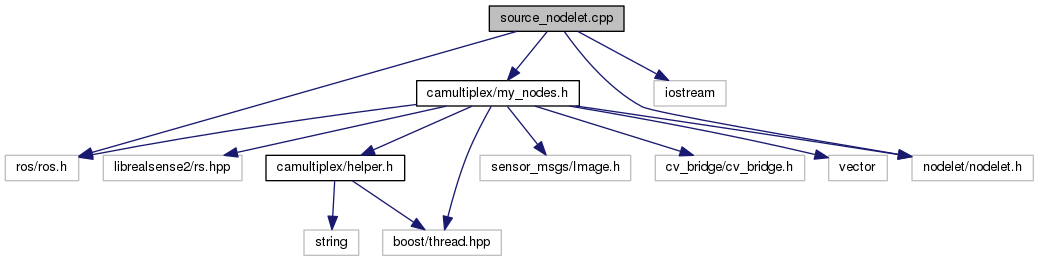 source_nodelet.cpp
camultiplex/my_nodes.h
iostream
ros/ros.h
librealsense2/rs.hpp
camultiplex/helper.h
sensor_msgs/Image.h
cv_bridge/cv_bridge.h
vector
nodelet/nodelet.h
string
boost/thread.hpp